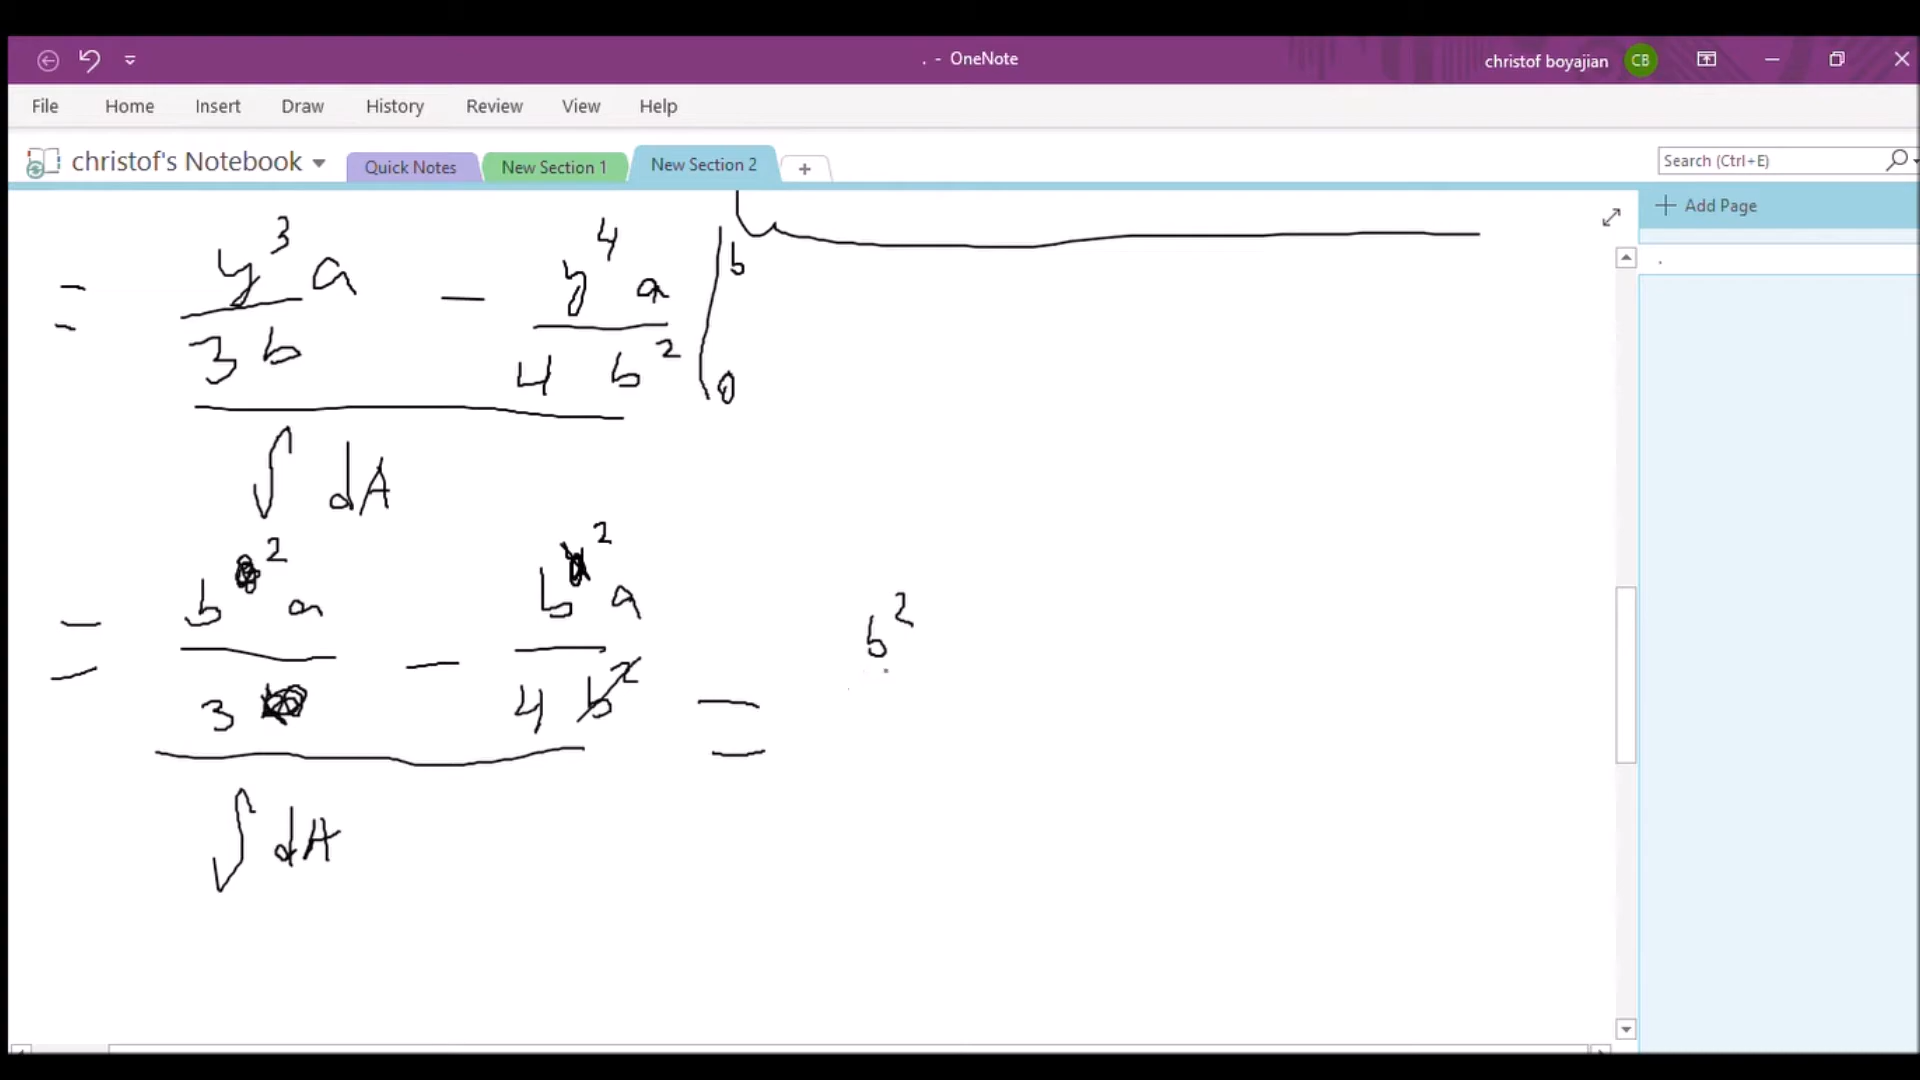 . - OneNote
christof boyajian CB
File Home Insert Draw History Review View Help
christof's Notebook Quick Notes New Section 1 New Section 2 +
Search (Ctrl+E)
+ Add Page
.
= y³a / 3b - y⁴a / 4b² | b 0
∫ dA
= b²a / 3 - b²a / 4b² = b²
∫ dA